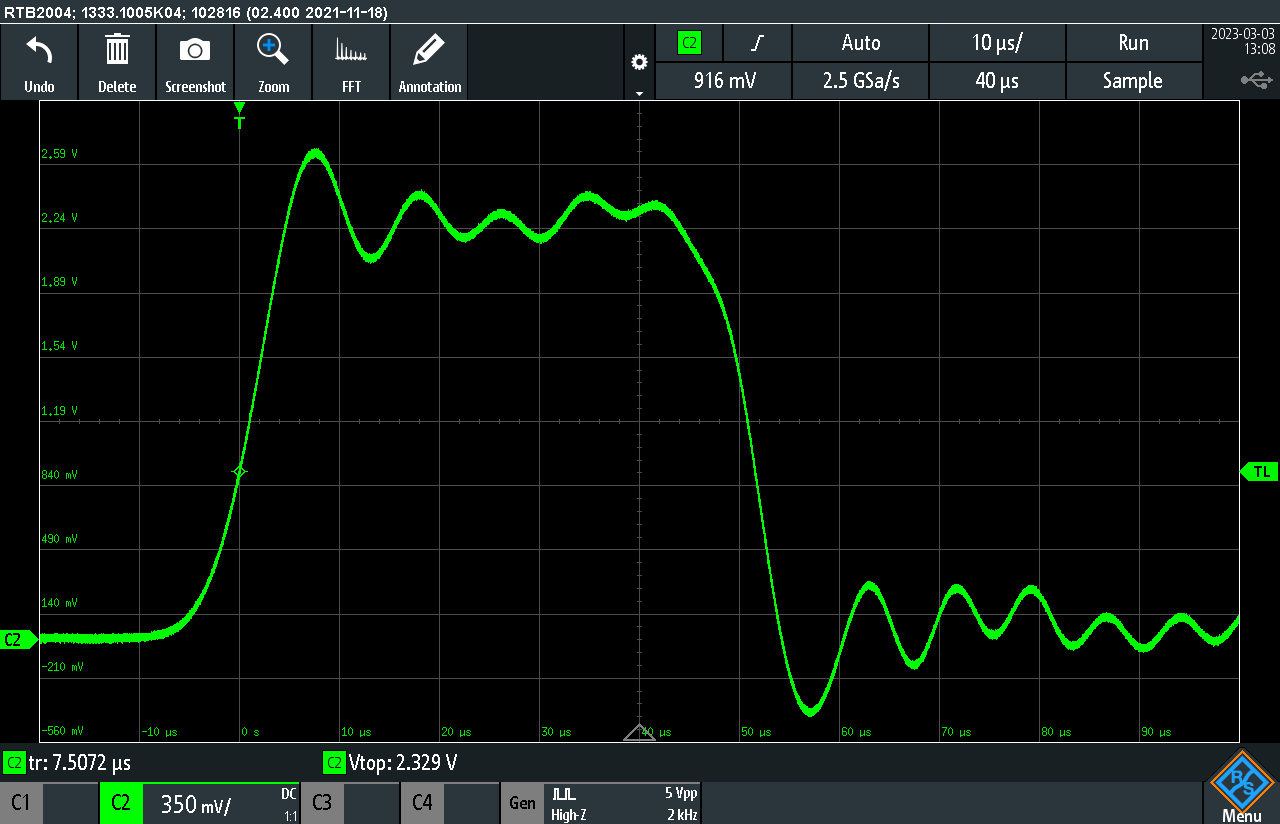 RTB2004; 1333.1005K04; 102816 (02.400 2021-11-18)
Undo
Delete
Screenshot
Zoom
FFT
Annotation
C2
Auto
10 µs/
Run
916 mV
2.5 GSa/s
40 µs
Sample
2023-03-03
13:08
T
2,59 V
2,24 V
1,89 V
1,54 V
1,19 V
840 mV
TL
490 mV
140 mV
C2
-210 mV
-560 mV
-10 µs
0 s
10 µs
20 µs
30 µs
40 µs
50 µs
60 µs
70 µs
80 µs
90 µs
C2 tr: 7.5072 µs
C2 Vtop: 2.329 V
C1
C2
350 mV/
DC
1:1
C3
C4
Gen
High-Z
5 Vpp
2 kHz
R S
Menu